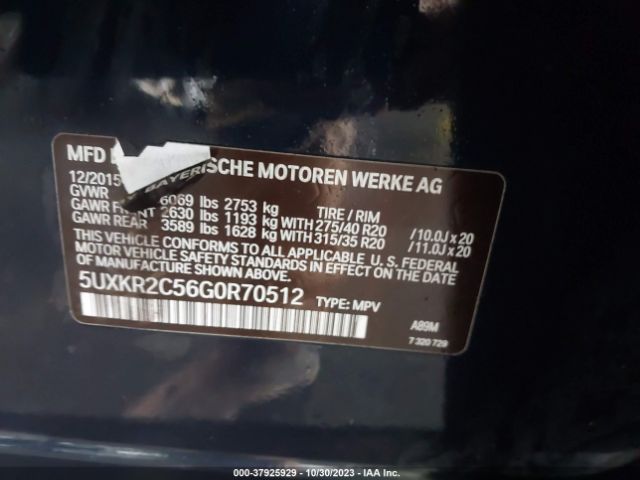 MFD BAYERISCHE MOTOREN WERKE AG
12/2015
GVWR 6069 lbs 2753 kg TIRE / RIM
GAWR FRONT 2630 lbs 1193 kg WITH 275/40 R20 /10.0J x 20
GAWR REAR 3589 lbs 1628 kg WITH 315/35 R20 /11.0J x 20
THIS VEHICLE CONFORMS TO ALL APPLICABLE U.S. FEDERAL
MOTOR VEHICLE SAFETY STANDARDS IN EFFECT ON THE DATE
OF MANUFACTURE SHOWN ABOVE.
5UXKR2C56G0R70512 TYPE: MPV
A89M
7 320 729
000-37925929 - 10/30/2023 - IAA Inc.